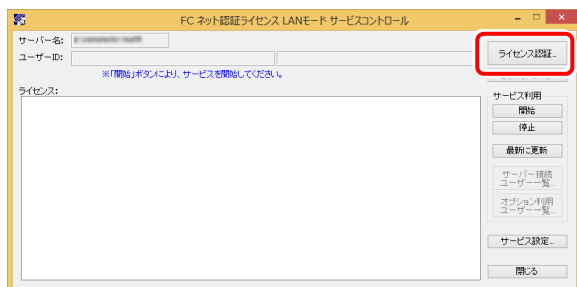 FC ネット認証ライセンス LANモード サービスコントロール
サーバー名:
ライセンス認証...
ユーザーID:
※「開始」ボタンにより、サービスを開始してください。
ライセンス:
サービス利用
開始
停止
最新に更新
サーバー接続
ユーザー一覧...
オプション利用
ユーザー一覧...
サービス設定...
閉じる